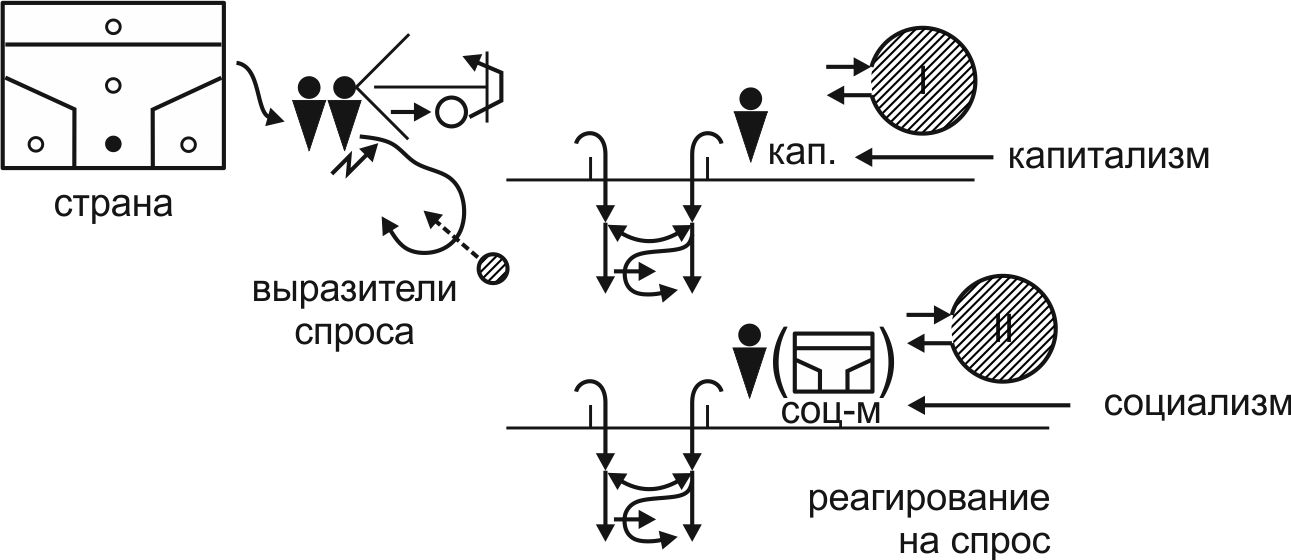 страна
выразители
спроса
I
кап.
капитализм
II
соц-м
социализм
реагирование
на спрос